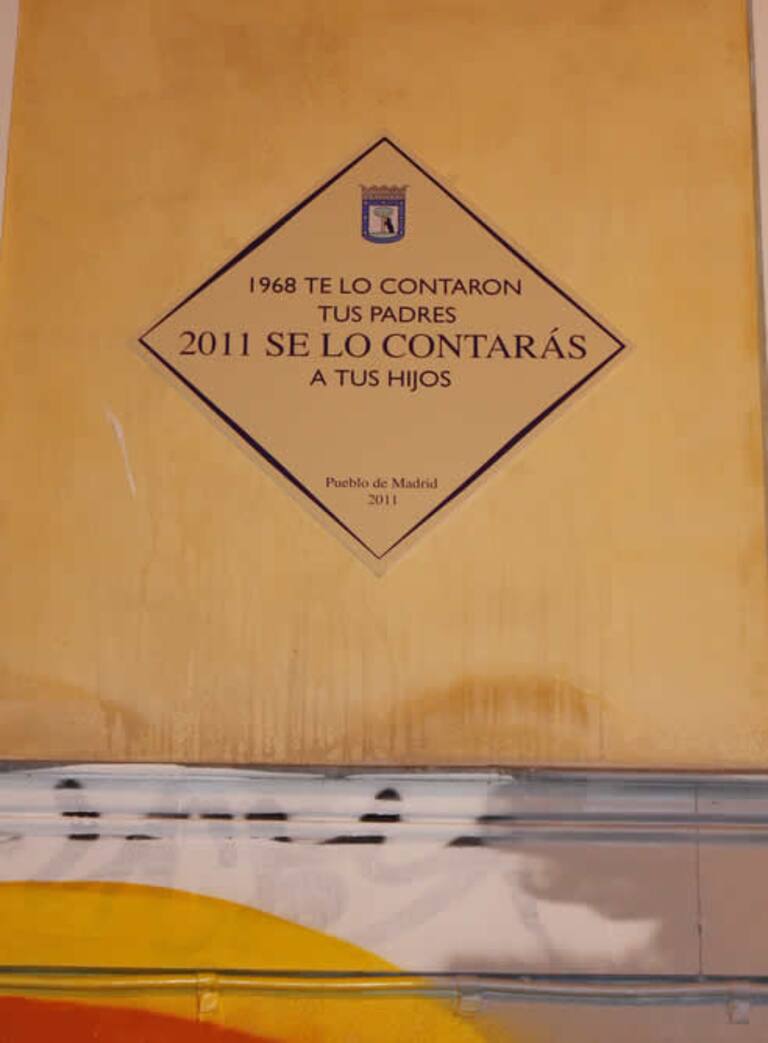 1968 TE LO CONTARON
TUS PADRES
2011 SE LO CONTARÁS
A TUS HIJOS
Pueblo de Madrid
2011